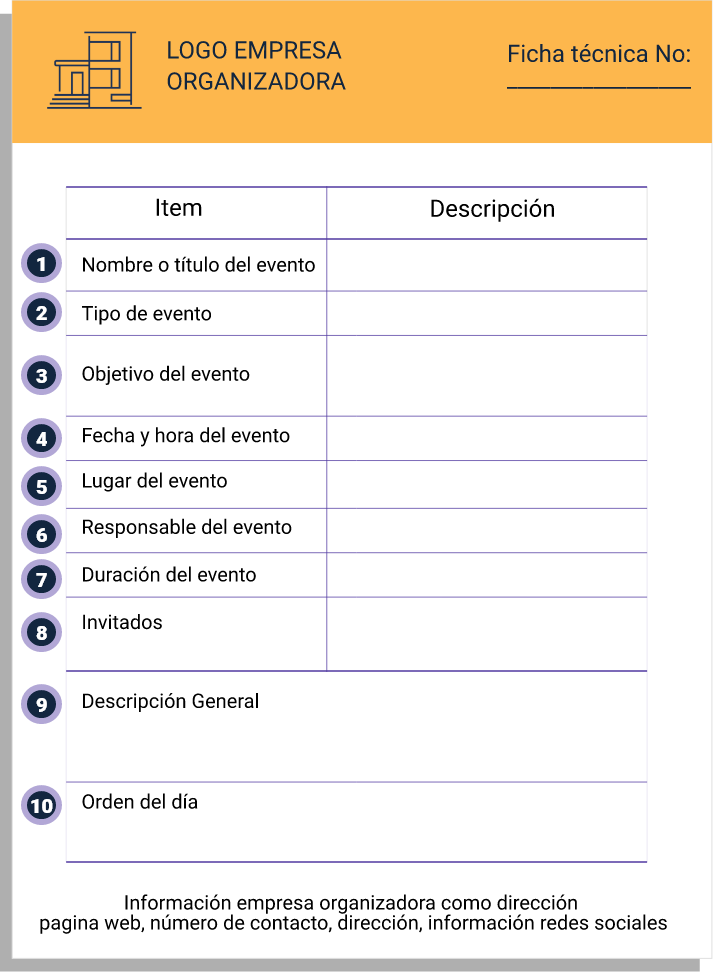 LOGO EMPRESA
ORGANIZADORA
Ficha técnica No:
Item Descripción
1 Nombre o título del evento
2 Tipo de evento
3 Objetivo del evento
4 Fecha y hora del evento
5 Lugar del evento
6 Responsable del evento
7 Duración del evento
8 Invitados
9 Descripción General
10 Orden del día
Información empresa organizadora como dirección
pagina web, número de contacto, dirección, información redes sociales